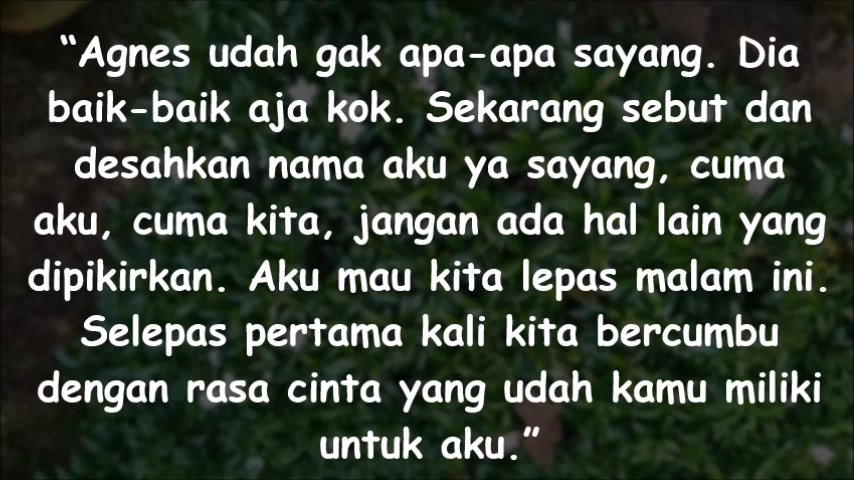 “Agnes udah gak apa-apa sayang. Dia
baik-baik aja kok. Sekarang sebut dan
desahkan nama aku ya sayang, cuma
aku, cuma kita, jangan ada hal lain yang
dipikirkan. Aku mau kita lepas malam ini.
Selepas pertama kali kita bercumbu
dengan rasa cinta yang udah kamu miliki
untuk aku.”